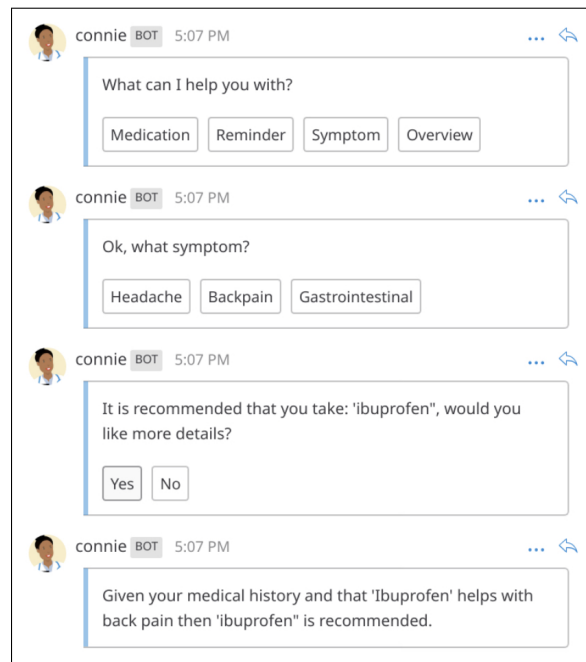 connie BOT 5:07 PM
What can I help you with?
Medication Reminder Symptom Overview
connie BOT 5:07 PM
Ok, what symptom?
Headache Backpain Gastrointestinal
connie BOT 5:07 PM
It is recommended that you take: 'ibuprofen", would you
like more details?
Yes No
connie BOT 5:07 PM
Given your medical history and that 'Ibuprofen' helps with
back pain then 'ibuprofen" is recommended.